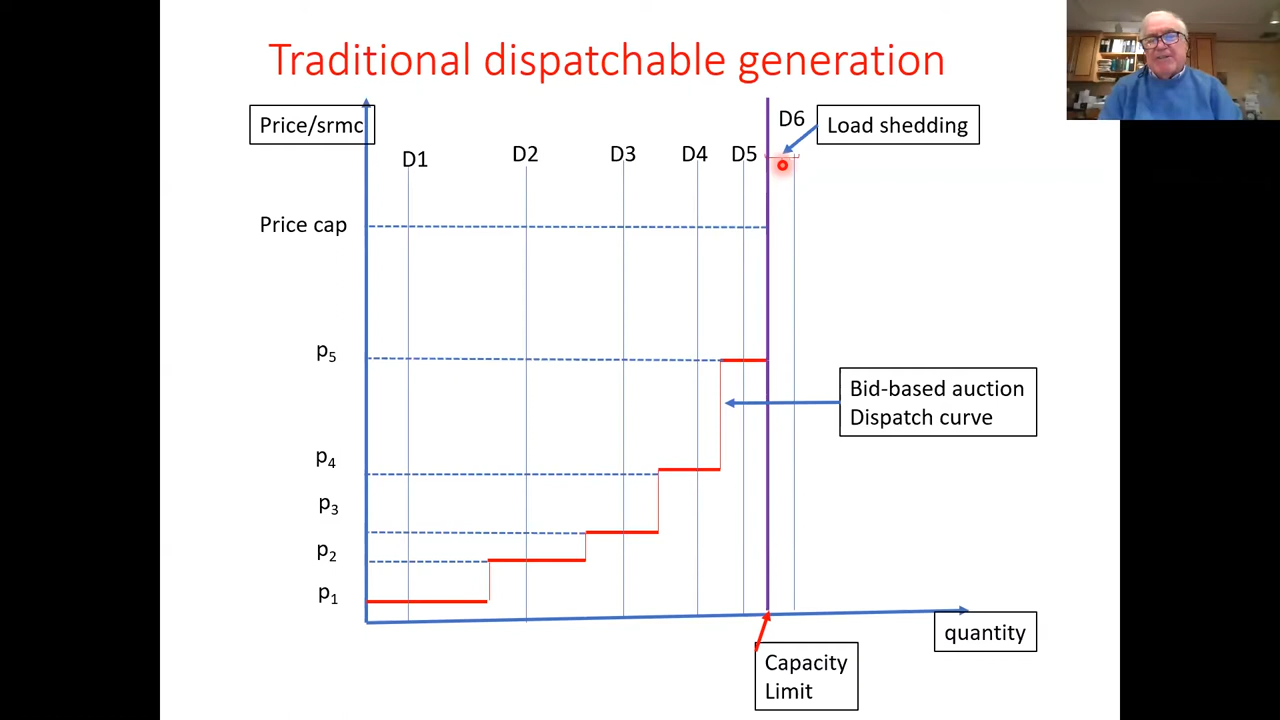 Traditional dispatchable generation
Price/srmc
D1
D2
D3
D4
D5
D6
Load shedding
Price cap
p5
p4
p3
p2
p1
Bid-based auction
Dispatch curve
quantity
Capacity
Limit